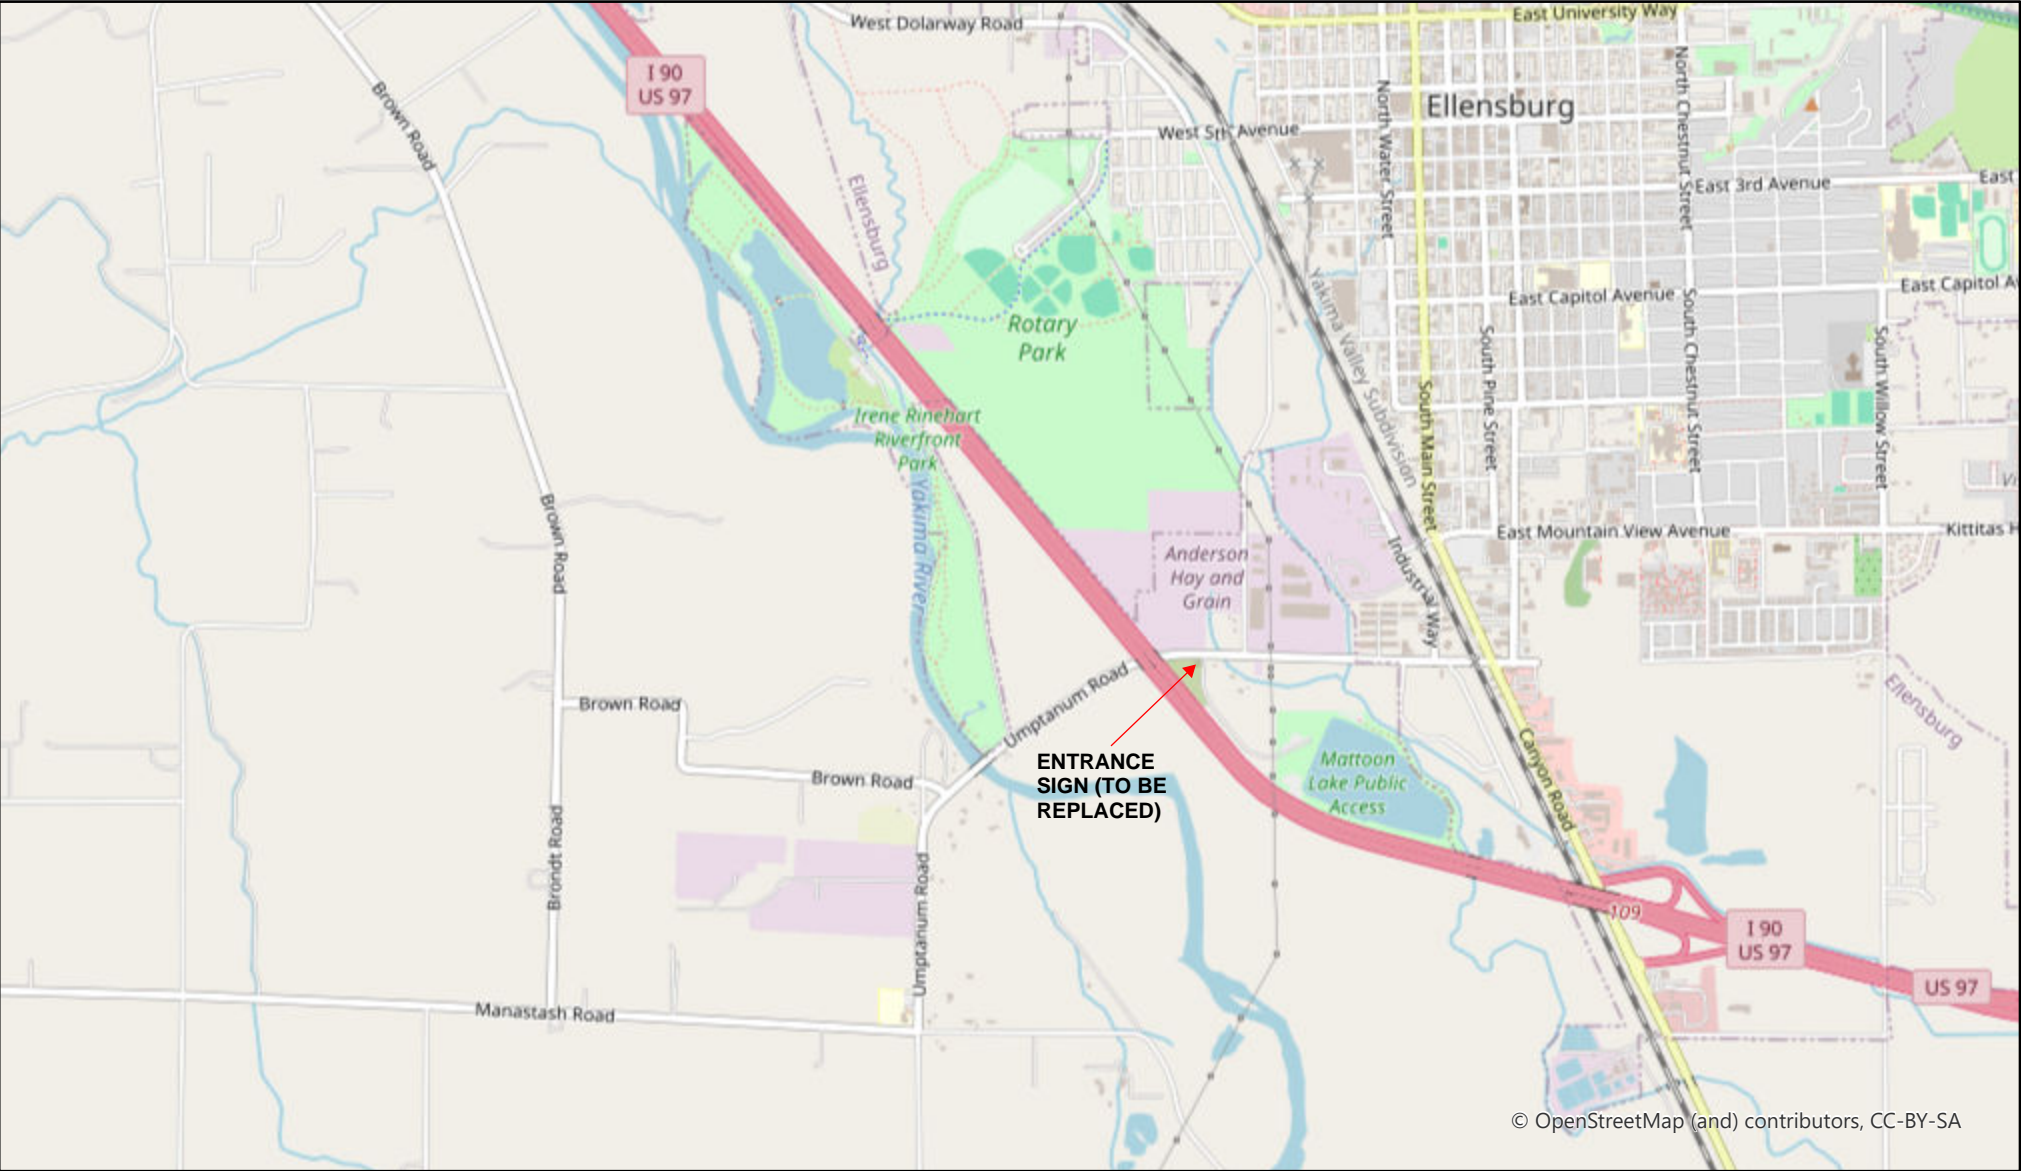 West Dolarway Road
East University Way
I 90
US 97
Brown Road
North Water Street
North Chestnut Street
Ellensburg
West 5th Avenue
East 3rd Avenue
East
Ellensburg
Yakima Valley Subdivision
East Capitol Avenue
East Capitol Av
South Chestnut Street
Rotary
Park
South Pine Street
South Willow Street
South Main Street
Irene Rinehart
Riverfront
Park
Yakima River
Brown Road
East Mountain View Avenue
Kittitas H
Vi
Anderson
Hay and
Grain
Industrial Way
Umptanum Road
Brown Road
Ellensburg
ENTRANCE
SIGN (TO BE
REPLACED)
Mattoon
Lake Public
Access
Canyon Road
Brown Road
Brondt Road
Umptanum Road
109
I 90
US 97
US 97
Manastash Road
© OpenStreetMap (and) contributors, CC-BY-SA